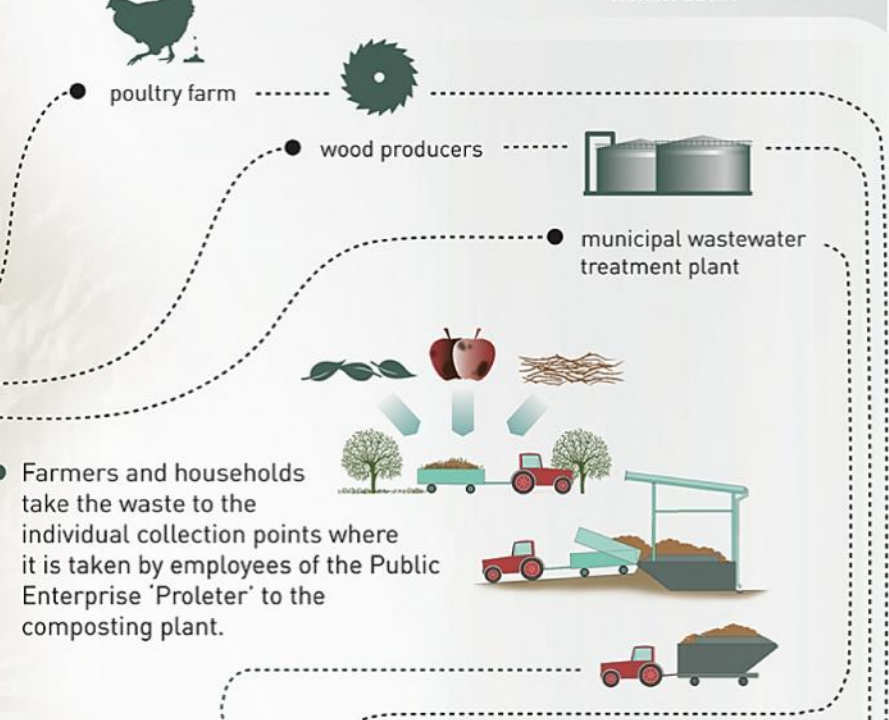 poultry farm
wood producers
municipal wastewater
treatment plant
Farmers and households
take the waste to the
individual collection points where
it is taken by employees of the Public
Enterprise ‘Proleter’ to the
composting plant.